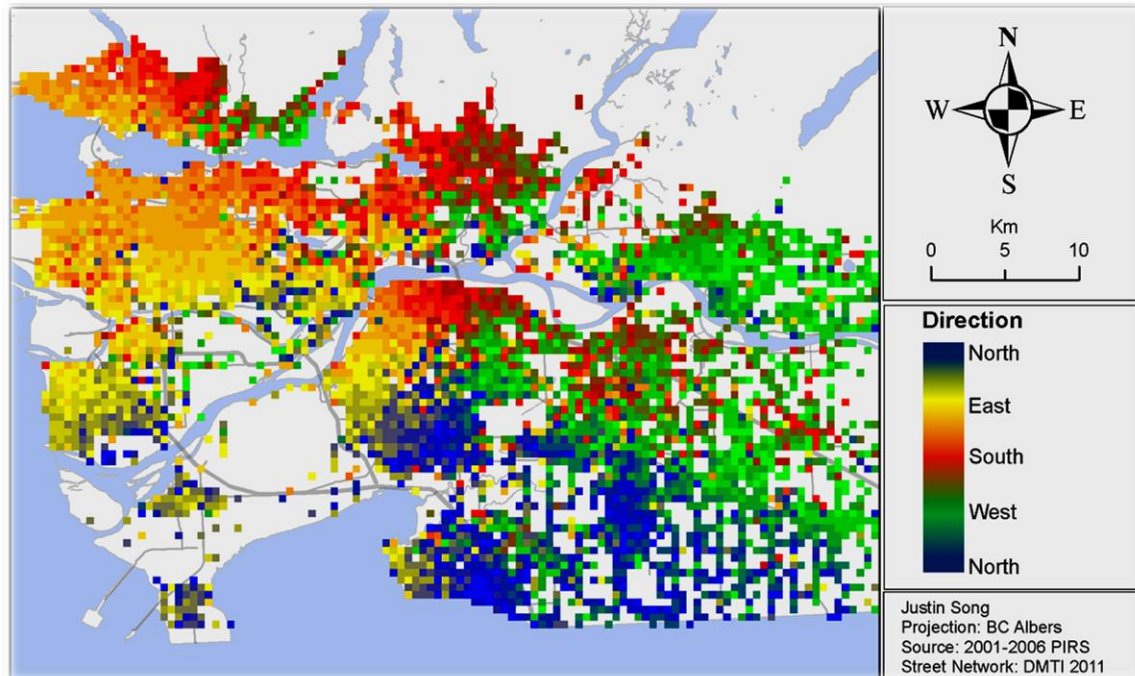 N
W E
S
Km
0 5 10
Direction
North
East
South
West
North
Justin Song
Projection: BC Albers
Source: 2001-2006 PIRS
Street Network: DMTI 2011